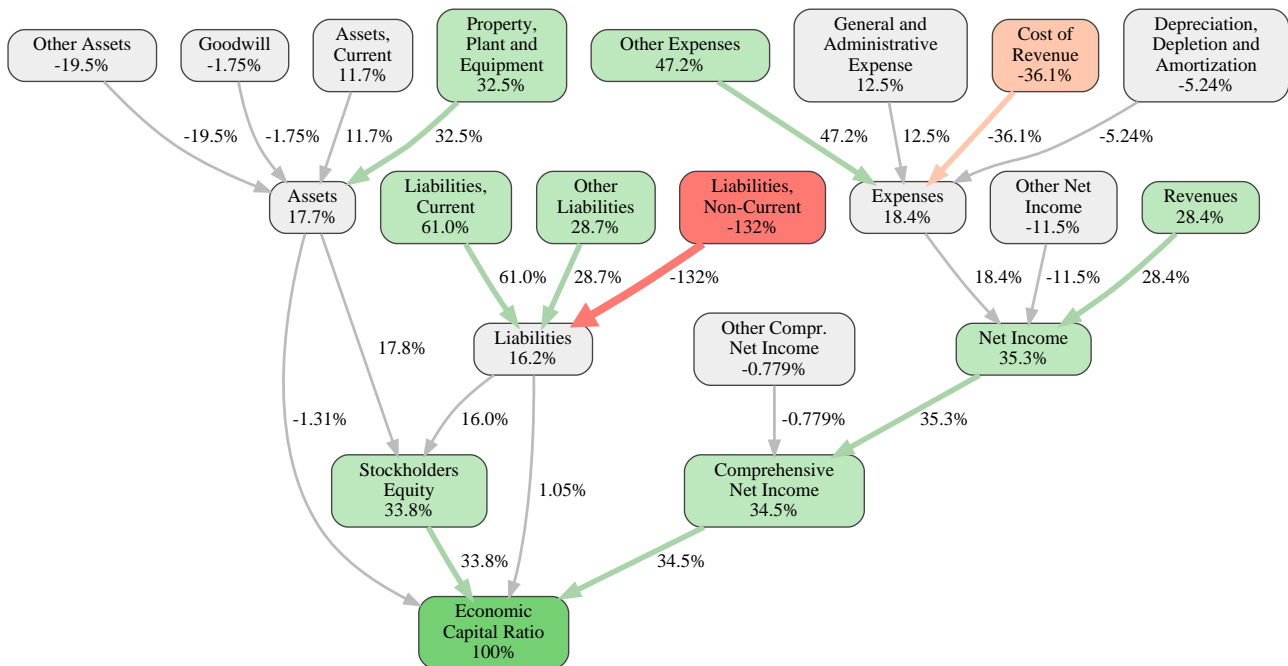 Other Assets
-19.5%
Goodwill
-1.75%
Assets,
Current
11.7%
Property,
Plant and
Equipment
32.5%
Other Expenses
47.2%
General and
Administrative
Expense
12.5%
Cost of
Revenue
-36.1%
Depreciation,
Depletion and
Amortization
-5.24%
-19.5%
-1.75%
11.7%
32.5%
47.2%
12.5%
-36.1%
-5.24%
Assets
17.7%
Liabilities,
Current
61.0%
Other
Liabilities
28.7%
Liabilities,
Non-Current
-132%
Expenses
18.4%
Other Net
Income
-11.5%
Revenues
28.4%
61.0%
28.7%
-132%
18.4%
-11.5%
28.4%
17.8%
Liabilities
16.2%
Other Compr.
Net Income
-0.779%
Net Income
35.3%
-1.31%
16.0%
-0.779%
35.3%
Stockholders
Equity
33.8%
1.05%
Comprehensive
Net Income
34.5%
33.8%
34.5%
Economic
Capital Ratio
100%